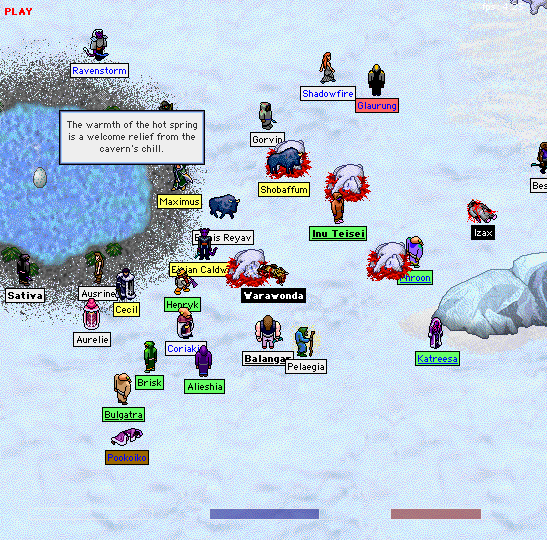 PLAY
Ravenstorm
Shadowfire
Glaurung
The warmth of the hot spring
is a welcome relief from the
cavern's chill.
Gorvin
Shobaffum
Maximus
Inu Teisei
Izax
Reyav
Sativa
Ausrine
Cecil
Henryk
Warawonda
Aurelie
Balangar
Pelaegia
Katreesa
Brisk
Alieshia
Bulgatra
Pookoiko